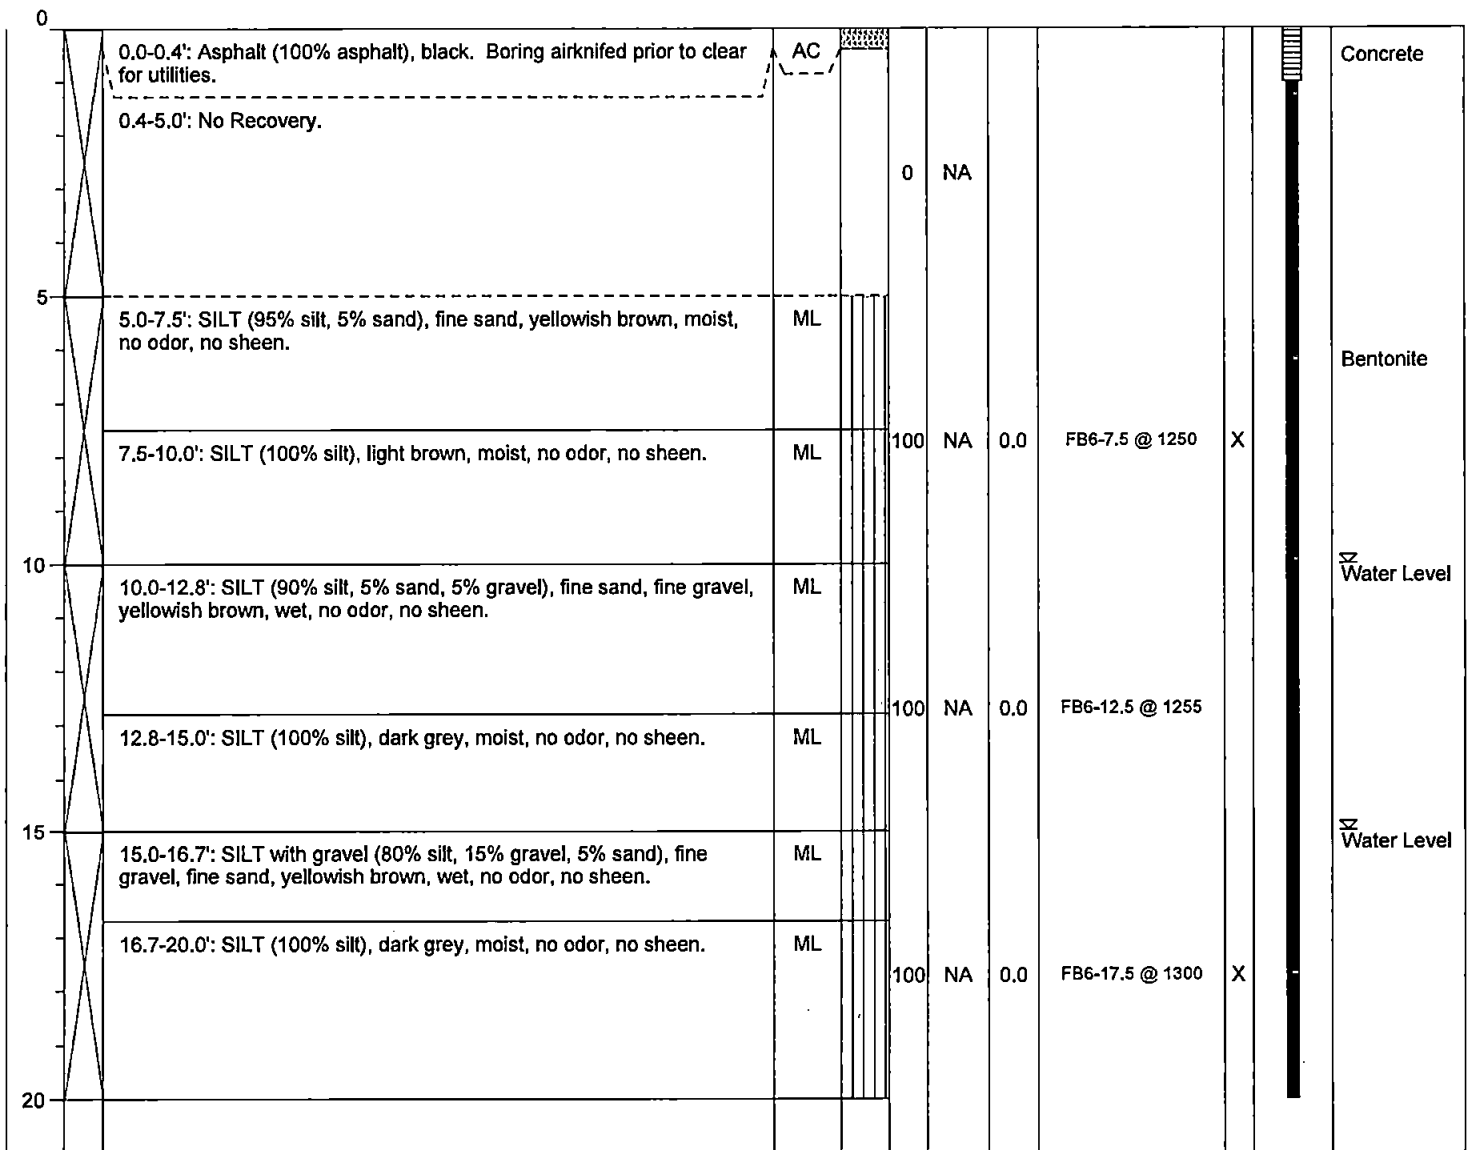 0
0.0-0.4': Asphalt (100% asphalt), black.  Boring airknifed prior to clear
for utilities.
AC
Concrete
0.4-5.0': No Recovery.
0
NA
5
5.0-7.5': SILT (95% silt, 5% sand), fine sand, yellowish brown, moist,
no odor, no sheen.
ML
Bentonite
7.5-10.0': SILT (100% silt), light brown, moist, no odor, no sheen.
ML
100
NA
0.0
FB6-7.5 @ 1250
X
10
10.0-12.8': SILT (90% silt, 5% sand, 5% gravel), fine sand, fine gravel,
yellowish brown, wet, no odor, no sheen.
ML
Water Level
100
NA
0.0
FB6-12.5 @ 1255
12.8-15.0': SILT (100% silt), dark grey, moist, no odor, no sheen.
ML
15
15.0-16.7': SILT with gravel (80% silt, 15% gravel, 5% sand), fine
gravel, fine sand, yellowish brown, wet, no odor, no sheen.
ML
Water Level
16.7-20.0': SILT (100% silt), dark grey, moist, no odor, no sheen.
ML
100
NA
0.0
FB6-17.5 @ 1300
X
20